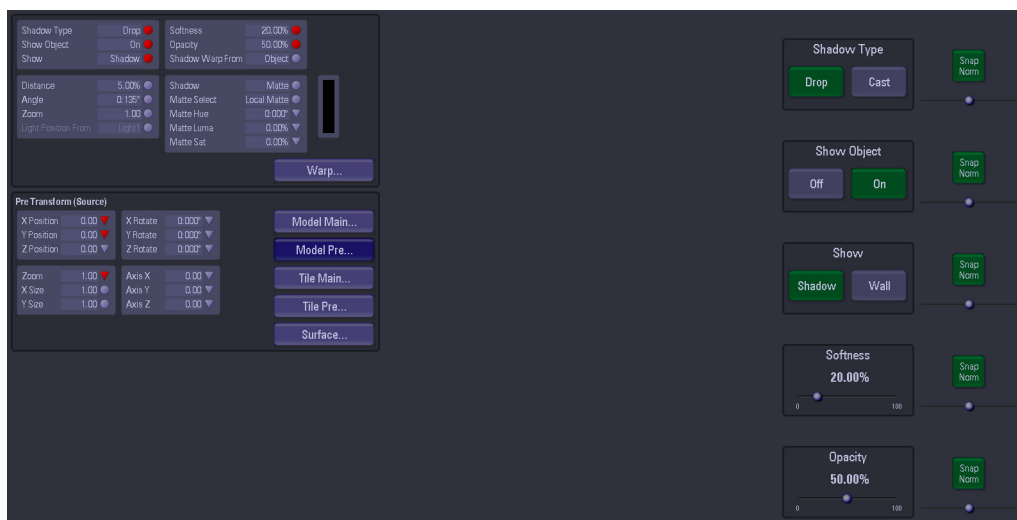 Shadow Type Drop
Show Object On
Show Shadow
Softness 20.00%
Opacity 50.00%
Shadow Warp From Object
Distance 5.00%
Angle 0:135°
Zoom 1.00
Light Position From Light1
Shadow Matte
Matte Select Local Matte
Matte Hue 0:000°
Matte Luma 0.00%
Matte Sat 0.00%
Warp...
Pre Transform (Source)
X Position 0.00
Y Position 0.00
Z Position 0.00
X Rotate 0:000°
Y Rotate 0:000°
Z Rotate 0:000°
Zoom 1.00
X Size 1.00
Y Size 1.00
Axis X 0.00
Axis Y 0.00
Axis Z 0.00
Model Main...
Model Pre...
Tile Main...
Tile Pre...
Surface...
Shadow Type
Drop Cast
Snap
Norm
Show Object
Off On
Snap
Norm
Show
Shadow Wall
Snap
Norm
Softness
20.00%
0 100
Snap
Norm
Opacity
50.00%
0 100
Snap
Norm